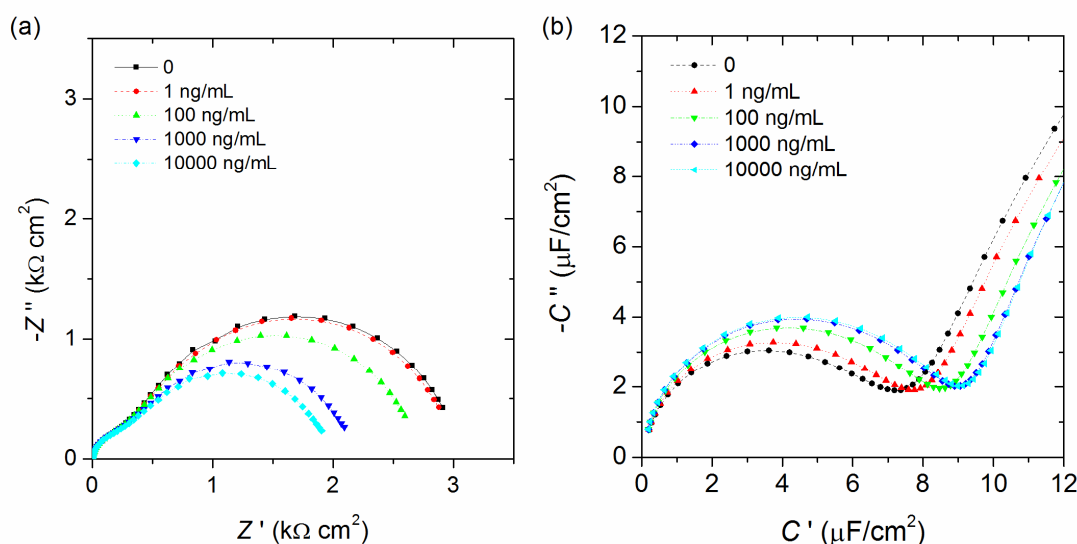 (a)
0
1 ng/mL
100 ng/mL
1000 ng/mL
10000 ng/mL
3
2
1
0
-Z'' (kΩ cm²)
0 1 2 3
Z ' (kΩ cm²)
(b)
0
1 ng/mL
100 ng/mL
1000 ng/mL
10000 ng/mL
12
10
8
6
4
2
0
-C'' (µF/cm²)
0 2 4 6 8 10 12
C ' (µF/cm²)